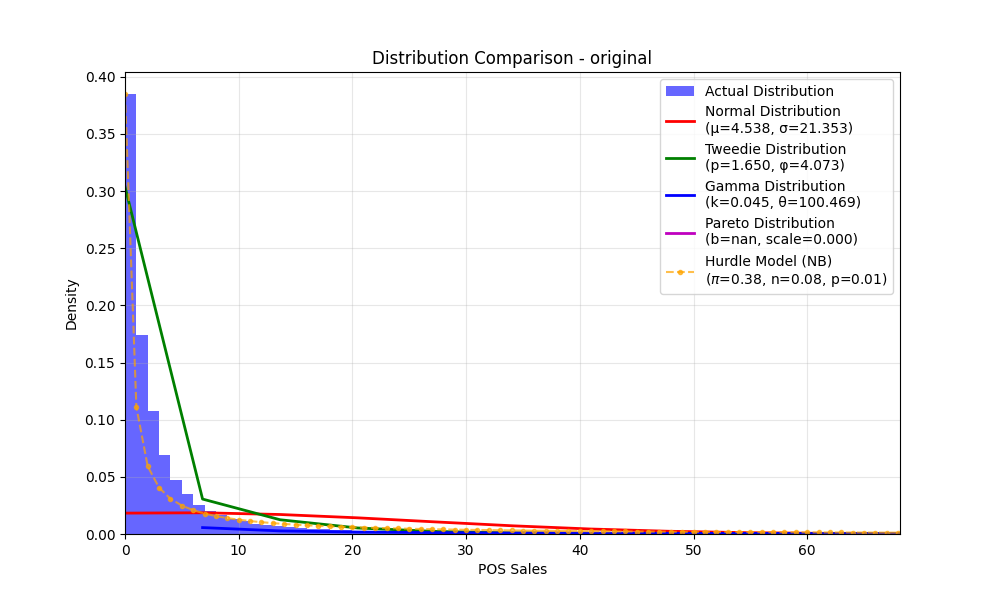 Distribution Comparison - original
Density
0.40
0.35
0.30
0.25
0.20
0.15
0.10
0.05
0.00
0
10
20
30
40
50
60
POS Sales
Actual Distribution
Normal Distribution
(μ=4.538, σ=21.353)
Tweedie Distribution
(p=1.650, φ=4.073)
Gamma Distribution
(k=0.045, θ=100.469)
Pareto Distribution
(b=nan, scale=0.000)
Hurdle Model (NB)
(π=0.38, n=0.08, p=0.01)